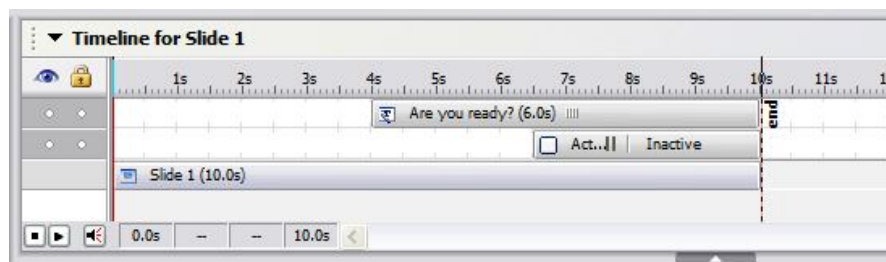 Timeline for Slide 1
1s 2s 3s 4s 5s 6s 7s 8s 9s 10s 11s 1
Are you ready? (6.0s)
end
Act... Inactive
Slide 1 (10.0s)
0.0s -- -- 10.0s